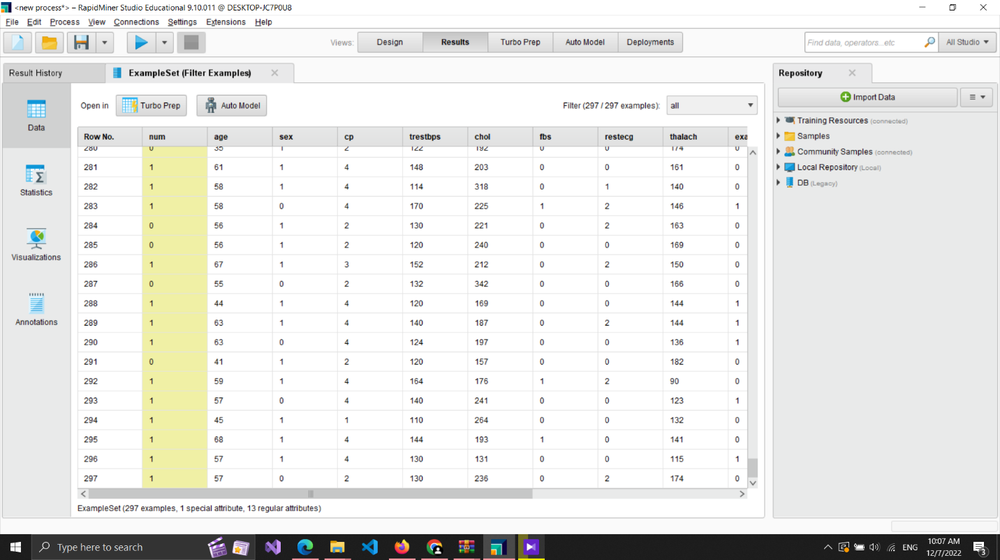 <new process*> – RapidMiner Studio Educational 9.10.011 @ DESKTOP-JC7P0U8
File Edit Process View Connections Settings Extensions Help
Views: Design Results Turbo Prep Auto Model Deployments
Find data, operators...etc All Studio
Result History
ExampleSet (Filter Examples)
Data
Statistics
Visualizations
Annotations
Open in Turbo Prep Auto Model Filter (297 / 297 examples): all
Row No. num age sex cp trestbps chol fbs restecg thalach exa
280 0 35 1 2 122 192 0 0 174 0
281 1 61 1 4 148 203 0 0 161 0
282 1 58 1 4 114 318 0 1 140 0
283 1 58 0 4 170 225 1 2 146 1
284 0 56 1 2 130 221 0 2 163 0
285 0 56 1 2 120 240 0 0 169 0
286 1 67 1 3 152 212 0 2 150 0
287 0 55 0 2 132 342 0 0 166 0
288 1 44 1 4 120 169 0 0 144 1
289 1 63 1 4 140 187 0 2 144 1
290 1 63 0 4 124 197 0 0 136 1
291 0 41 1 2 120 157 0 0 182 0
292 1 59 1 4 164 176 1 2 90 0
293 1 57 0 4 140 241 0 0 123 1
294 1 45 1 1 110 264 0 0 132 0
295 1 68 1 4 144 193 1 0 141 0
296 1 57 1 4 130 131 0 0 115 1
297 1 57 0 2 130 236 0 2 174 0
ExampleSet (297 examples, 1 special attribute, 13 regular attributes)
Repository
Import Data
Training Resources (connected)
Samples
Community Samples (connected)
Local Repository (Local)
DB (Legacy)
Type here to search
ENG
10:07 AM
12/7/2022
3